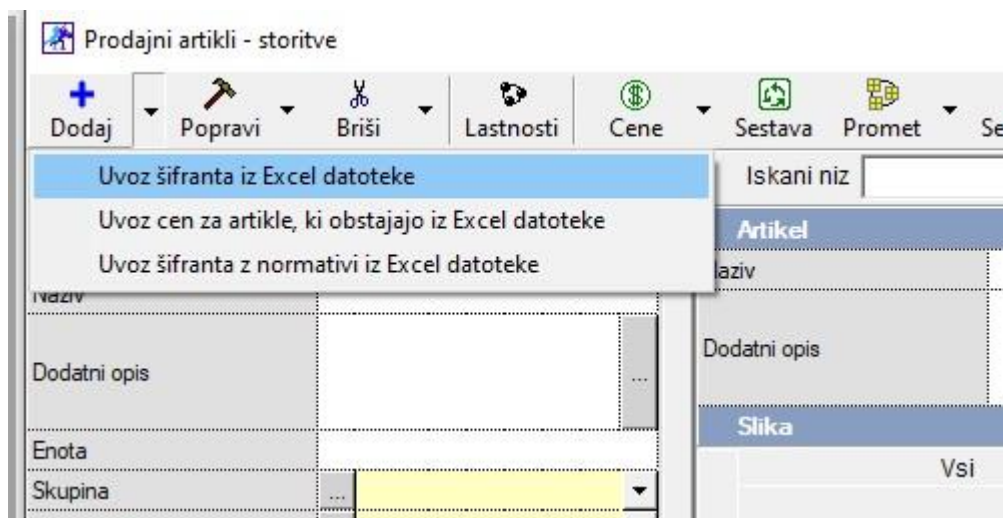 Prodajni artikli - storitve
Dodaj Popravi Briši Lastnosti Cene Sestava Promet Se
Uvoz šifranta iz Excel datoteke
Uvoz cen za artikle, ki obstajajo iz Excel datoteke
Uvoz šifranta z normativi iz Excel datoteke
Iskani niz
Artikel
Naziv
Naziv
Dodatni opis
...
Dodatni opis
Slika
Enota
Vsi
Skupina
...